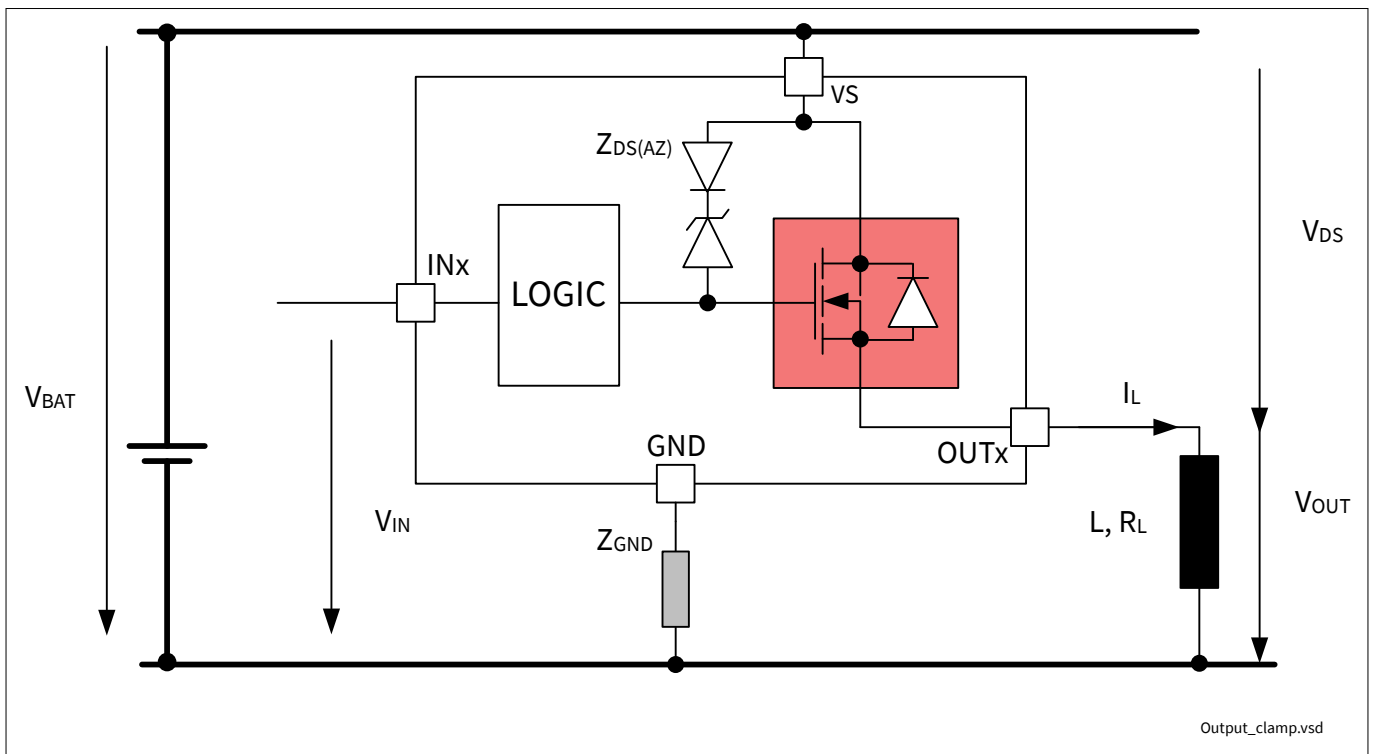 VS
ZDS(AZ)
VDS
INx
LOGIC
VBAT
IL
GND
OUTx
VIN
VOUT
L, RL
ZGND
Output_clamp.vsd